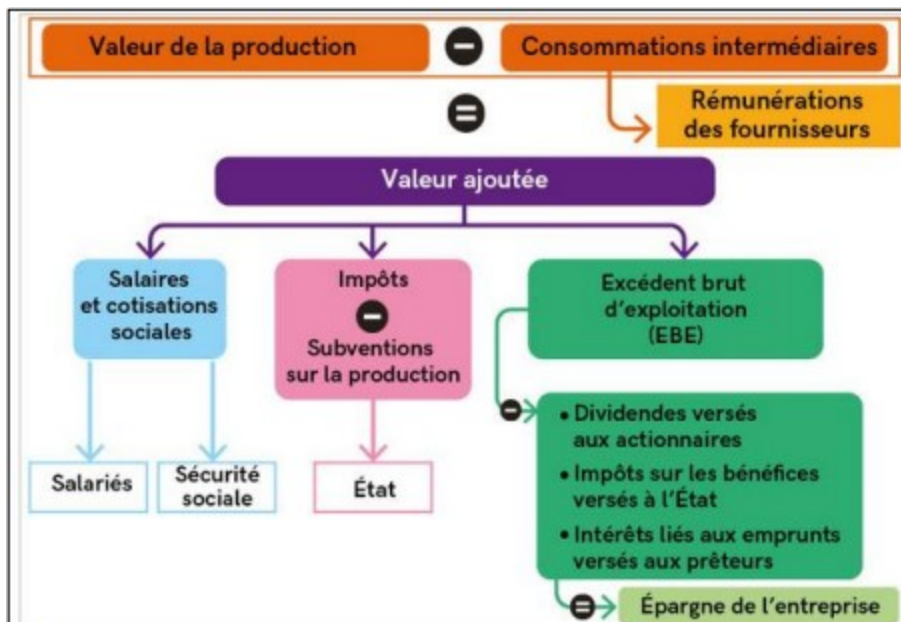 Valeur de la production
−
Consommations intermédiaires
=
Rémunérations
des fournisseurs
Valeur ajoutée
Salaires
et cotisations
sociales
Impôts
−
Subventions
sur la production
Excédent brut
d'exploitation
(EBE)
−
• Dividendes versés
aux actionnaires
• Impôts sur les bénéfices
versés à l'État
• Intérêts liés aux emprunts
versés aux prêteurs
Salariés
Sécurité
sociale
État
=
Épargne de l'entreprise